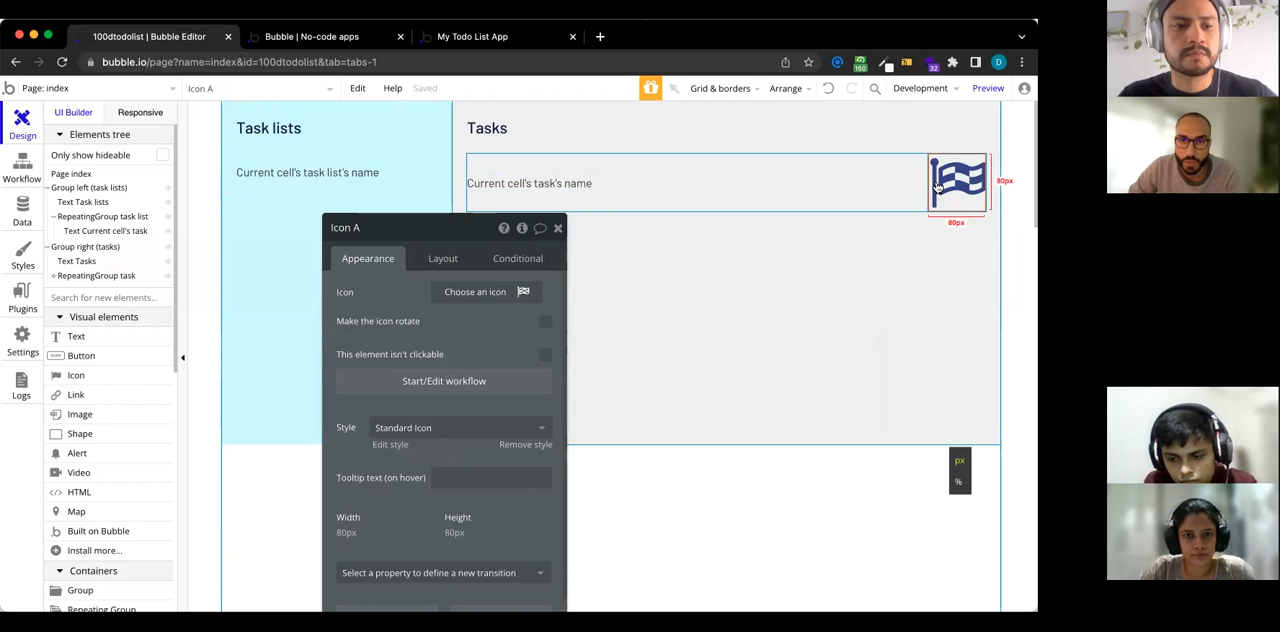 100dtodolist | Bubble Editor
Bubble | No-code apps
My Todo List App
bubble.io/page?name=index&id=100dtodolist&tab=tabs-1
150
32
D
Page: index
Icon A
Edit
Help
Saved
Grid & borders
Arrange
Development
Preview
Design
Workflow
Data
Styles
Plugins
Settings
Logs
UI Builder
Responsive
Elements tree
Only show hideable
Page index
Group left (task lists)
Text Task lists
RepeatingGroup task list
Text Current cell's task
Group right (tasks)
Text Tasks
RepeatingGroup task
Search for new elements...
Visual elements
Text
Button
Icon
Link
Image
Shape
Alert
Video
HTML
Map
Built on Bubble
Install more...
Containers
Group
Repeating Group
Task lists
Current cell's task list's name
Tasks
Current cell's task's name
80px
80px
Icon A
Appearance
Layout
Conditional
Icon
Choose an icon
Make the icon rotate
This element isn't clickable
Start/Edit workflow
Style
Standard Icon
Edit style
Remove style
Tooltip text (on hover)
Width
Height
80px
80px
Select a property to define a new transition
px
%